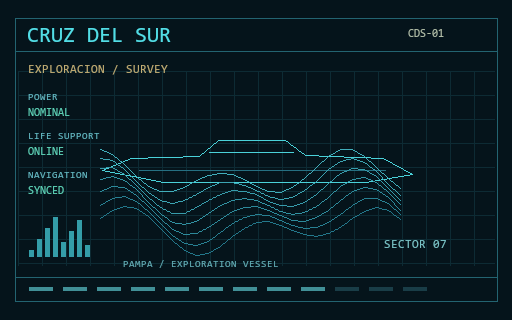 CRUZ DEL SUR
CDS-01
EXPLORACION / SURVEY
POWER
NOMINAL
LIFE SUPPORT
ONLINE
NAVIGATION
SYNCED
SECTOR 07
PAMPA / EXPLORATION VESSEL